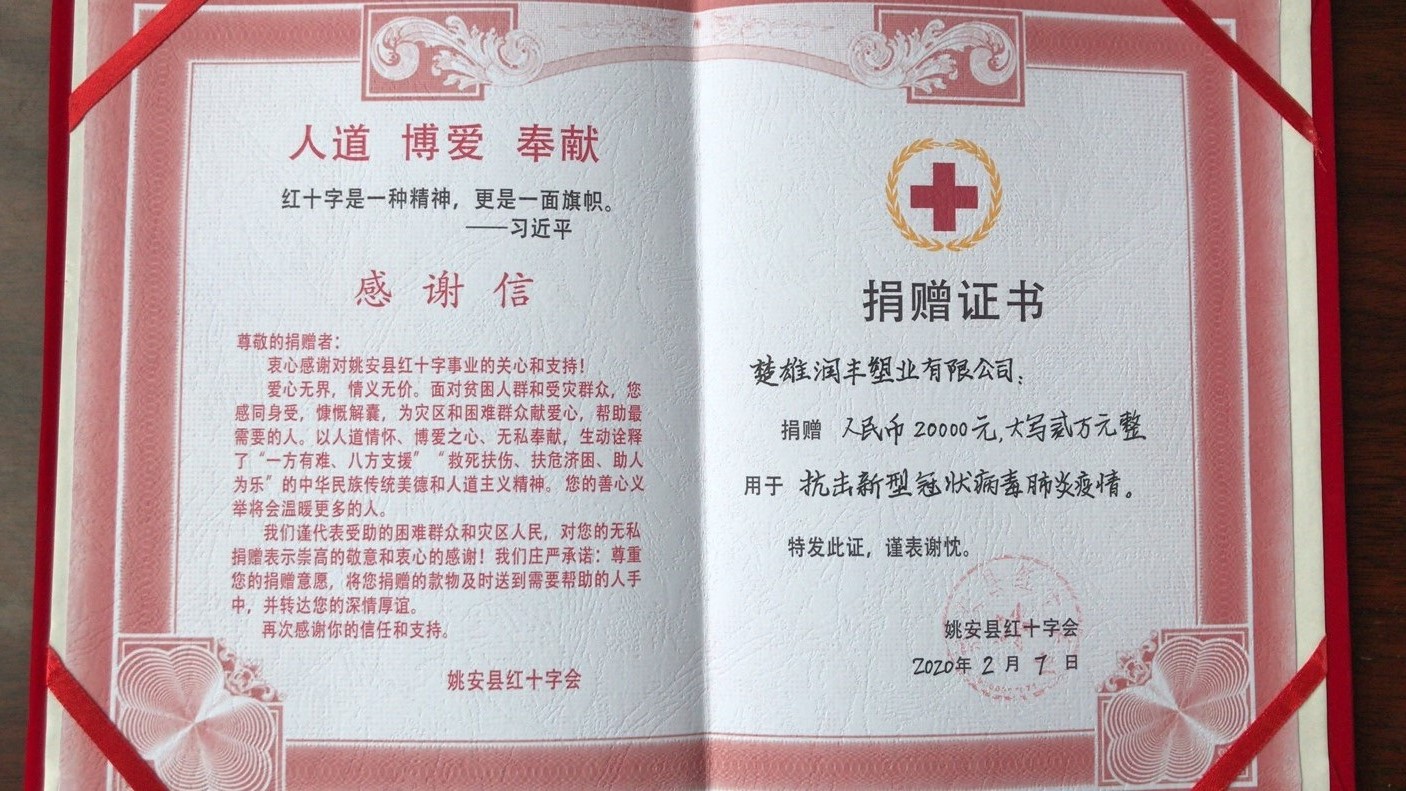 人道 博爱 奉献
红十字是一种精神，更是一面旗帜。
——习近平
感谢信
尊敬的捐赠者：
衷心感谢对姚安县红十字事业的关心和支持！
爱心无界，情义无价。面对贫困人群和受灾群众，您
感同身受，慷慨解囊，为灾区和困难群众献爱心，帮助最
需要的人。以人道情怀、博爱之心、无私奉献，生动诠释
了“一方有难、八方支援”“救死扶伤、扶危济困、助人
为乐”的中华民族传统美德和人道主义精神。您的善心义
举将会温暖更多的人。
我们谨代表受助的困难群众和灾区人民，对您的无私
捐赠表示崇高的敬意和衷心的感谢！我们庄严承诺：尊重
您的捐赠意愿，将您捐赠的款物及时送到需要帮助的人手
中，并转达您的深情厚谊。
再次感谢你的信任和支持。
姚安县红十字会
捐赠证书
楚雄润丰塑业有限公司：
捐赠 人民币20000元,大写贰万元整
用于 抗击新型冠状病毒肺炎疫情。
特发此证，谨表谢忱。
姚安县红十字会
2020年2月7日